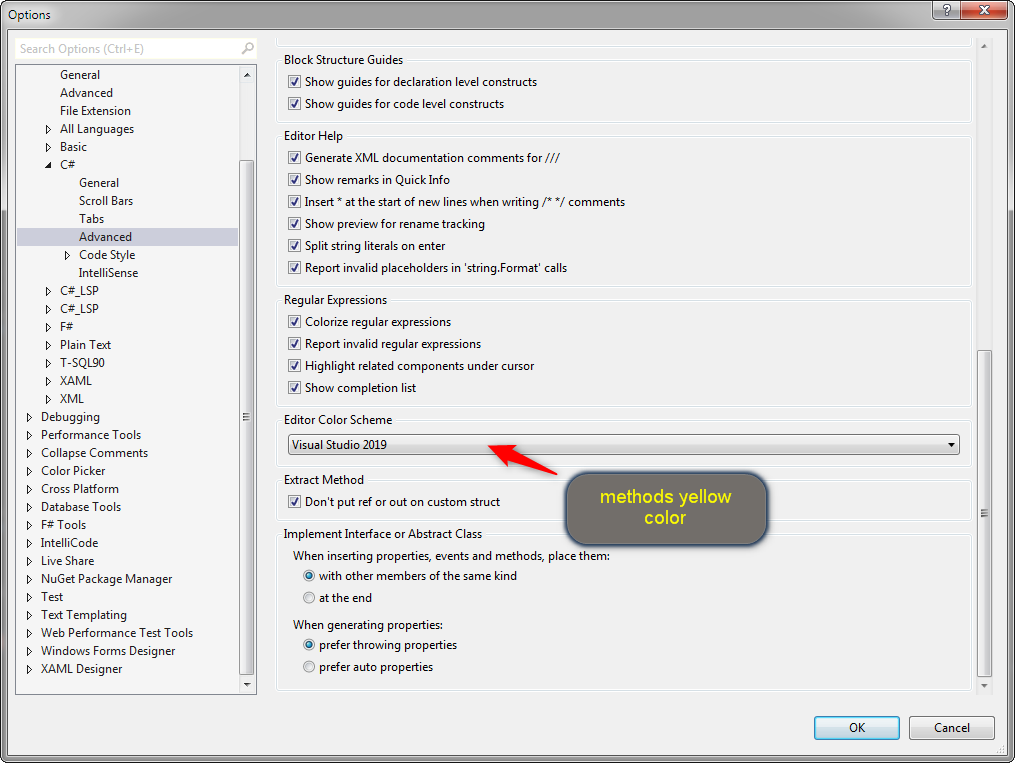 Options
?
Search Options (Ctrl+E)
General
Advanced
File Extension
All Languages
Basic
C#
General
Scroll Bars
Tabs
Advanced
Code Style
IntelliSense
C#_LSP
C#_LSP
F#
Plain Text
T-SQL90
XAML
XML
Debugging
Performance Tools
Collapse Comments
Color Picker
Cross Platform
Database Tools
F# Tools
IntelliCode
Live Share
NuGet Package Manager
Test
Text Templating
Web Performance Test Tools
Windows Forms Designer
XAML Designer
Block Structure Guides
Show guides for declaration level constructs
Show guides for code level constructs
Editor Help
Generate XML documentation comments for ///
Show remarks in Quick Info
Insert * at the start of new lines when writing /* */ comments
Show preview for rename tracking
Split string literals on enter
Report invalid placeholders in 'string.Format' calls
Regular Expressions
Colorize regular expressions
Report invalid regular expressions
Highlight related components under cursor
Show completion list
Editor Color Scheme
Visual Studio 2019
methods yellow
color
Extract Method
Don't put ref or out on custom struct
Implement Interface or Abstract Class
When inserting properties, events and methods, place them:
with other members of the same kind
at the end
When generating properties:
prefer throwing properties
prefer auto properties
OK
Cancel